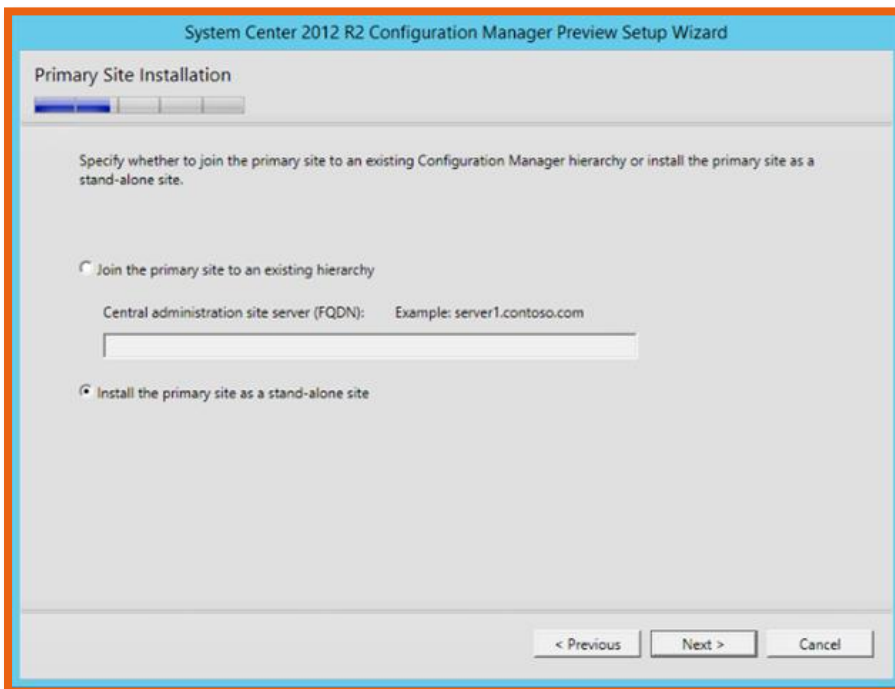 System Center 2012 R2 Configuration Manager Preview Setup Wizard
Primary Site Installation
Specify whether to join the primary site to an existing Configuration Manager hierarchy or install the primary site as a
stand-alone site.
Join the primary site to an existing hierarchy
Central administration site server (FQDN): Example: server1.contoso.com
Install the primary site as a stand-alone site
< Previous Next > Cancel